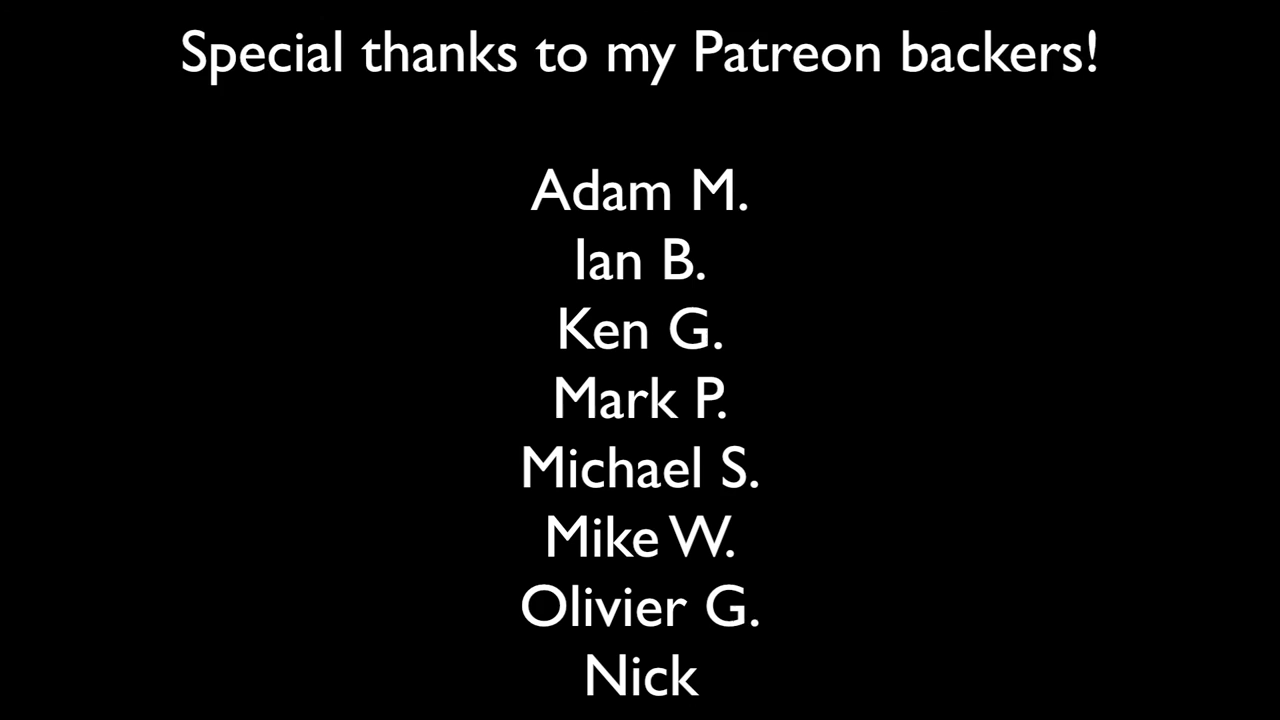 Special thanks to my Patreon backers!
Adam M.
Ian B.
Ken G.
Mark P.
Michael S.
Mike W.
Olivier G.
Nick